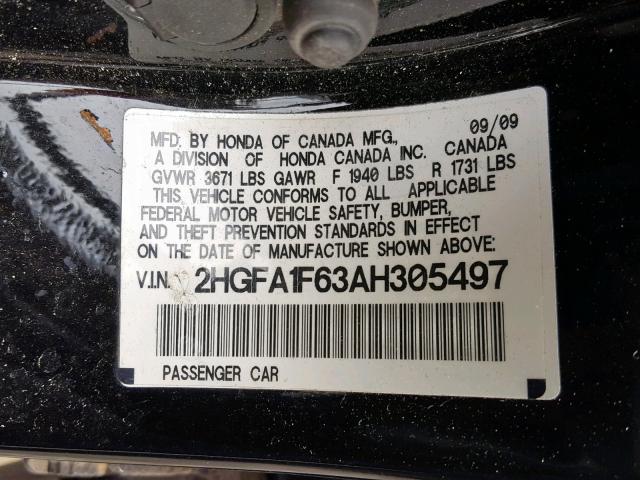 09/09
MFD. BY HONDA OF CANADA MFG.,
A DIVISION OF HONDA CANADA INC. CANADA
GVWR 3671 LBS GAWR F 1940 LBS R 1731 LBS
THIS VEHICLE CONFORMS TO ALL APPLICABLE
FEDERAL MOTOR VEHICLE SAFETY, BUMPER,
AND THEFT PREVENTION STANDARDS IN EFFECT
ON THE DATE OF MANUFACTURE SHOWN ABOVE:
V.I.N. 2HGFA1F63AH305497
PASSENGER CAR